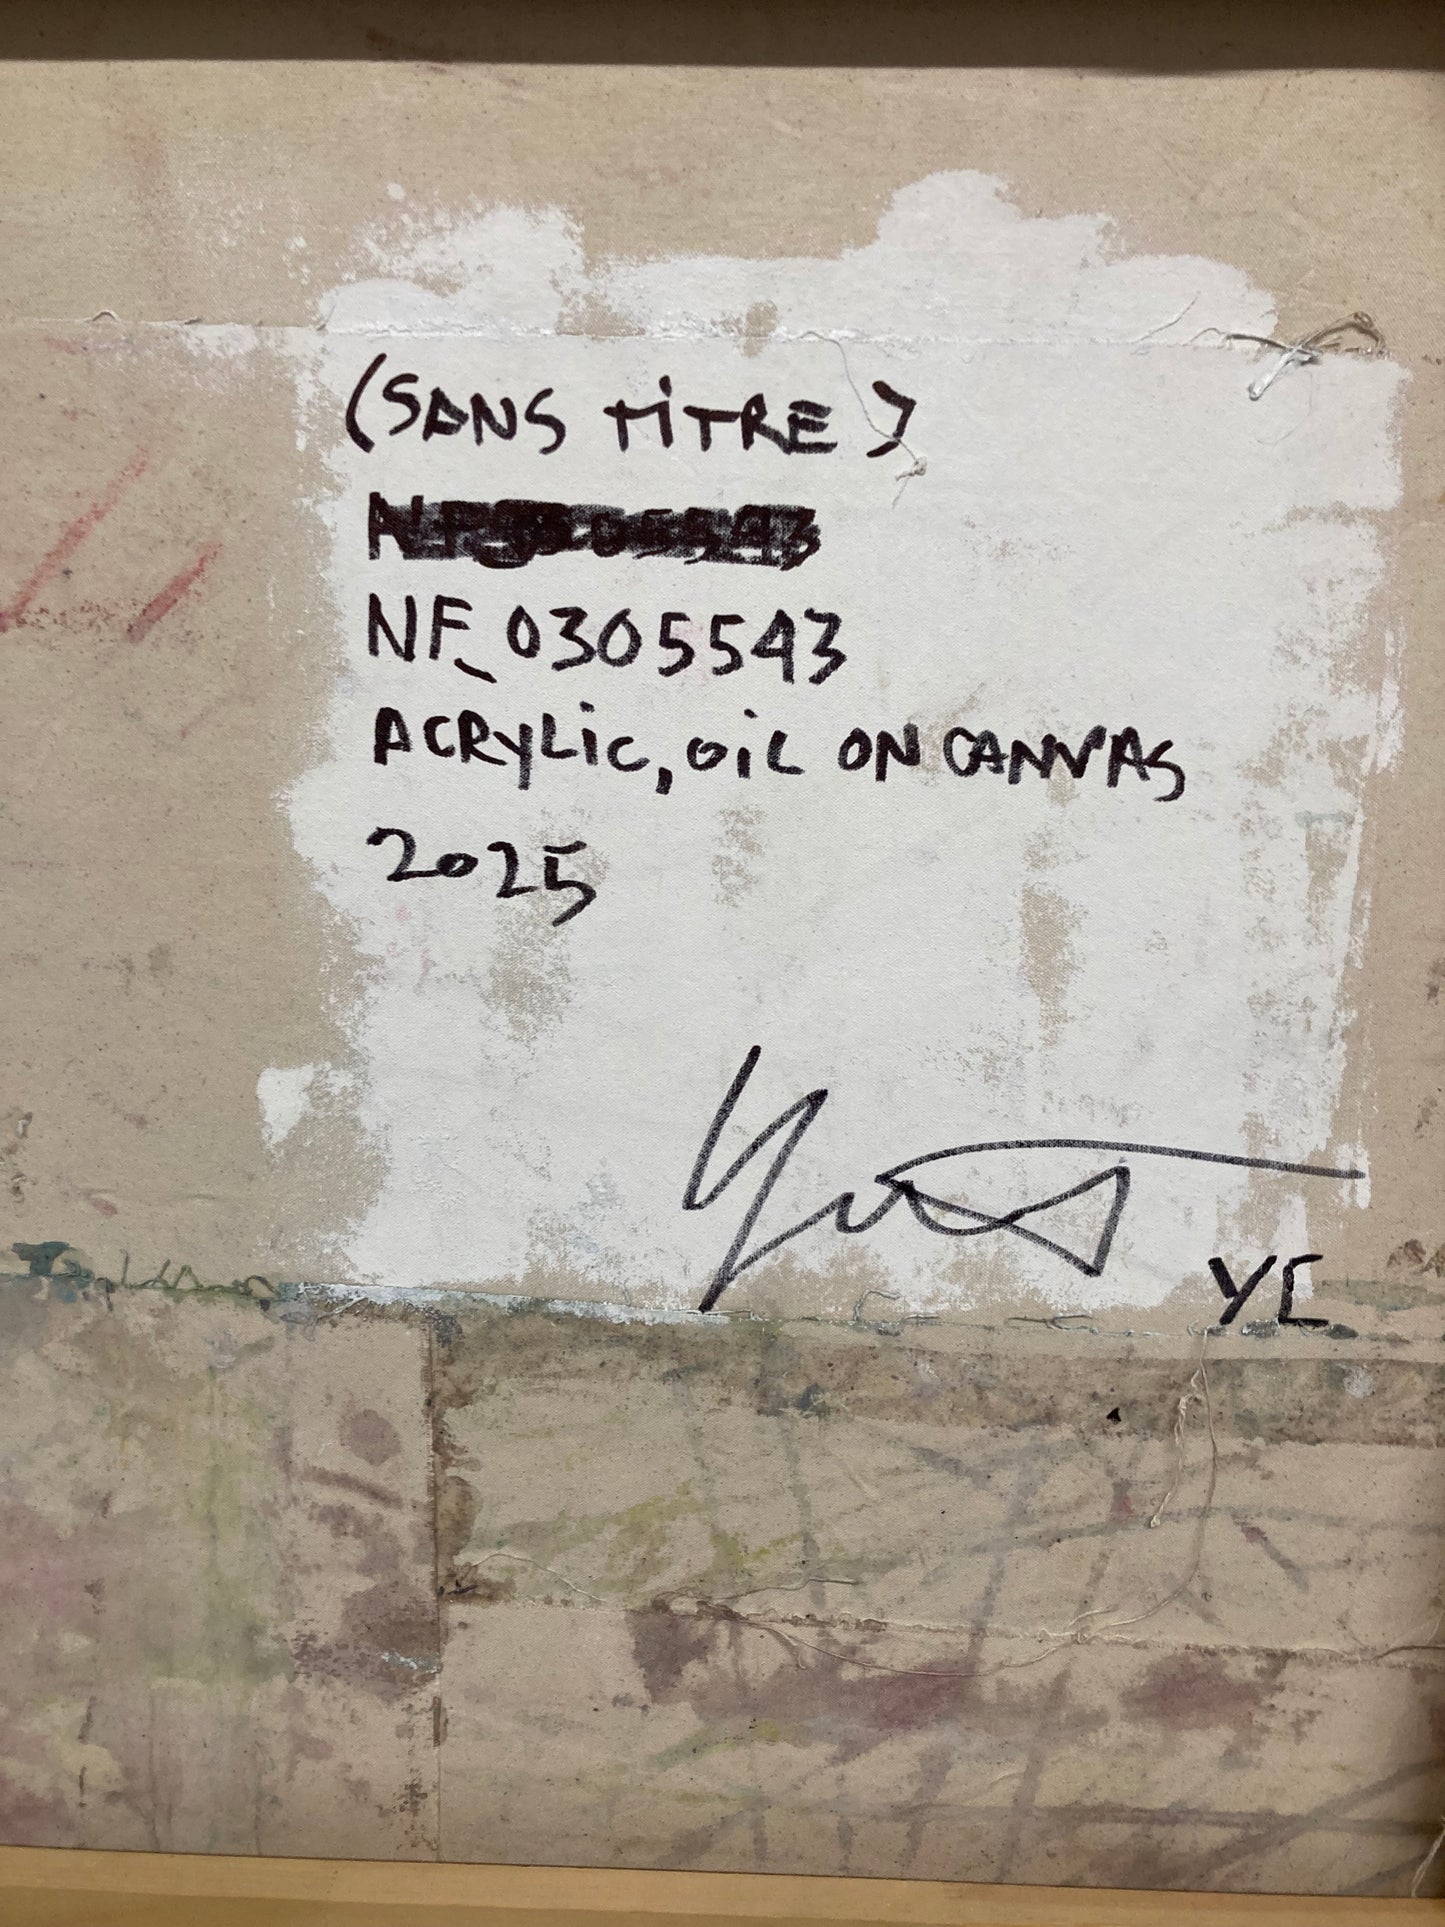 (SANS TITRE)
NF_0305543
ACRYLIC, OIL ON CANVAS
2025
YC